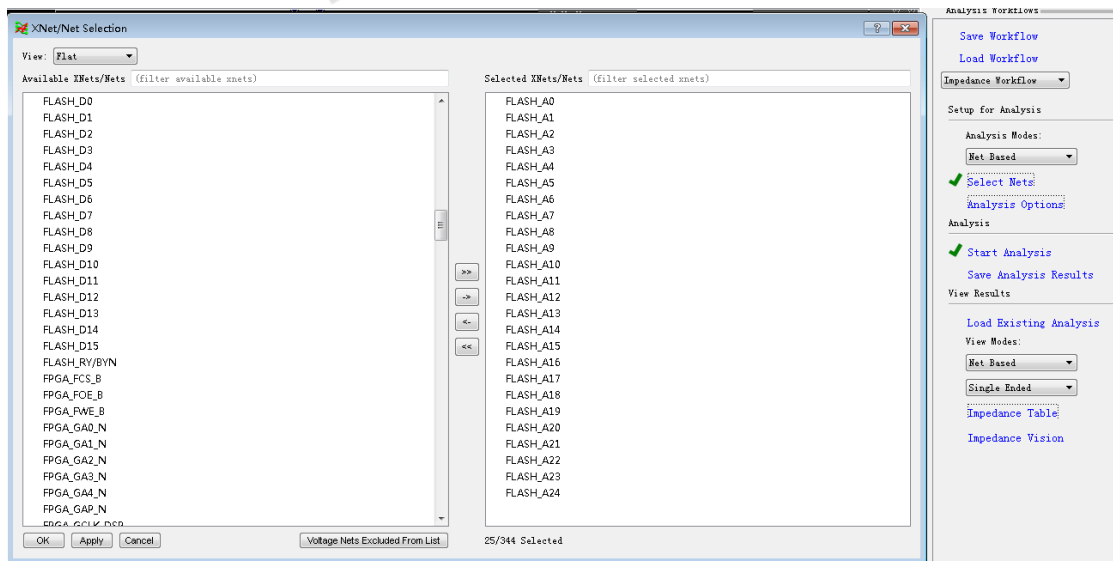 XNet/Net Selection
View: Flat
Available XNets/Nets (filter available xnets)
FLASH_D0
FLASH_D1
FLASH_D2
FLASH_D3
FLASH_D4
FLASH_D5
FLASH_D6
FLASH_D7
FLASH_D8
FLASH_D9
FLASH_D10
FLASH_D11
FLASH_D12
FLASH_D13
FLASH_D14
FLASH_D15
FLASH_RY/BYN
FPGA_FCS_B
FPGA_FOE_B
FPGA_FWE_B
FPGA_GA0_N
FPGA_GA1_N
FPGA_GA2_N
FPGA_GA3_N
FPGA_GA4_N
FPGA_GAP_N
FPGA_GCLK_DSP
>>
->
<-
<<
Selected XNets/Nets (filter selected xnets)
FLASH_A0
FLASH_A1
FLASH_A2
FLASH_A3
FLASH_A4
FLASH_A5
FLASH_A6
FLASH_A7
FLASH_A8
FLASH_A9
FLASH_A10
FLASH_A11
FLASH_A12
FLASH_A13
FLASH_A14
FLASH_A15
FLASH_A16
FLASH_A17
FLASH_A18
FLASH_A19
FLASH_A20
FLASH_A21
FLASH_A22
FLASH_A23
FLASH_A24
OK Apply Cancel Voltage Nets Excluded From List 25/344 Selected
Analysis Workflows
Save Workflow
Load Workflow
Impedance Workflow
Setup for Analysis
Analysis Modes:
Net Based
Select Nets
Analysis Options
Analysis
Start Analysis
Save Analysis Results
View Results
Load Existing Analysis
View Modes:
Net Based
Single Ended
Impedance Table
Impedance Vision